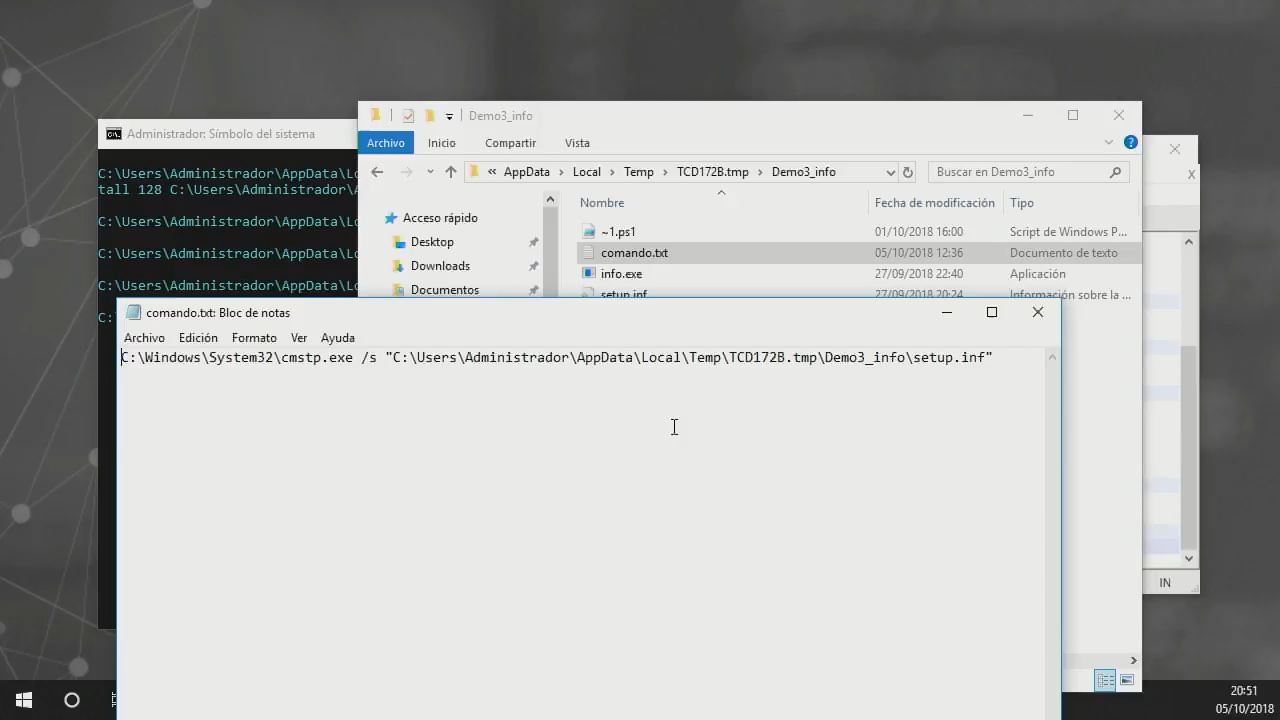 Demo3_info
Administrador: Símbolo del sistema
Archivo Inicio Compartir Vista
C:\Users\Administrador\AppData\Lo
tall 128 C:\Users\Administrador\A
C:\Users\Administrador\AppData\Lo
C:\Users\Administrador\AppData\Lo
C:\Users\Administrador\AppData\Lo
C:
« AppData > Local > Temp > TCD172B.tmp > Demo3_info
Buscar en Demo3_info
Nombre Fecha de modificación Tipo
Acceso rápido
Desktop
Downloads
Documentos
~1.ps1 01/10/2018 16:00 Script de Windows P...
comando.txt 05/10/2018 12:36 Documento de texto
info.exe 27/09/2018 22:40 Aplicación
setup.inf 27/09/2018 20:24 Información sobre la ...
comando.txt: Bloc de notas
Archivo Edición Formato Ver Ayuda
C:\Windows\System32\cmstp.exe /s "C:\Users\Administrador\AppData\Local\Temp\TCD172B.tmp\Demo3_info\setup.inf"
X
IN
20:51
05/10/2018